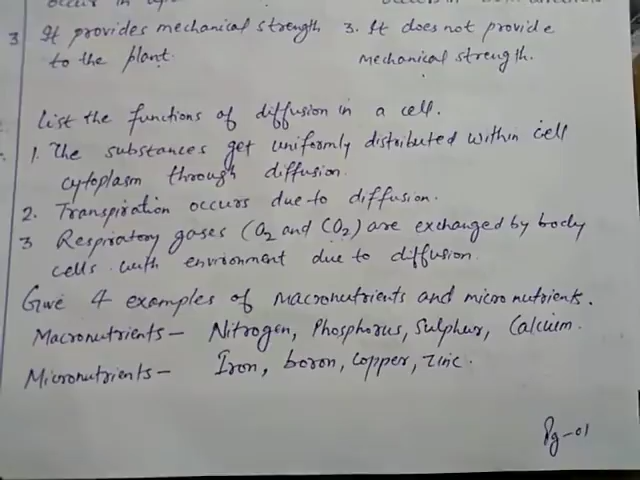 3 It provides mechanical strength 3. It does not provide
to the plant. mechanical strength.
List the functions of diffusion in a cell.
1. The substances get uniformly distributed within cell
cytoplasm through diffusion.
2. Transpiration occurs due to diffusion.
3 Respiratory gases (O2 and CO2) are exchanged by body
cells with environment due to diffusion.
Give 4 examples of macronutrients and micronutrients.
Macronutrients – Nitrogen, Phosphorus, Sulphur, Calcium.
Micronutrients – Iron, boron, copper, zinc.
Pg-01